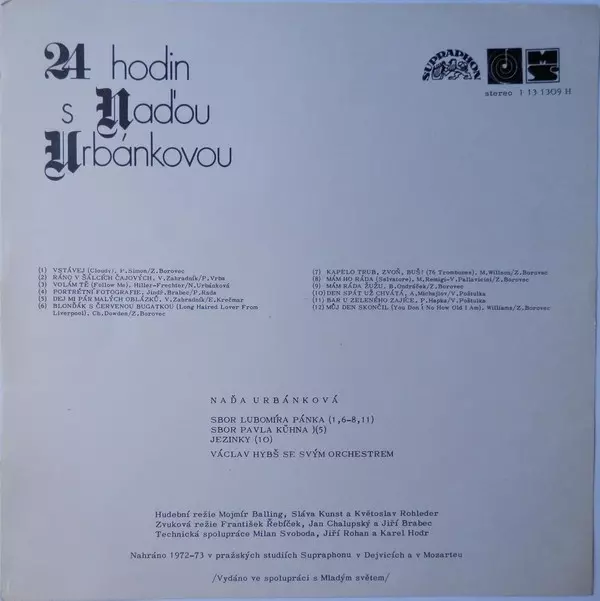 24 hodin
s Naďou
Urbánkovou
SUPRAPHON
MS
stereo 1 13 1309 H
(1) VSTÁVEJ (Clouds), P. Simon/Z. Borovec
(2) RÁNO V ŠÁLCÍCH ČAJOVÝCH, V. Zahradník/P. Vrba
(3) VOLÁM TĚ (Follow Me), Hiller-Frechter/N. Urbánková
(4) PORTRÉTNÍ FOTOGRAFIE, Jindř. Brabec/P. Rada
(5) DEJ MI PÁR MALÝCH OBLÁZKŮ, V. Zahradník/E. Krečmar
(6) BLONĎÁK S ČERVENOU BUGATKOU (Long Haired Lover From
Liverpool), Ch. Dowden/Z. Borovec
(7) KAPELO TRUB, ZVOŇ, BUŠ! (76 Trombones), M. Willson/Z. Borovec
(8) MÁM HO RÁDA (Salvatore), M. Remigi-V. Pallavicini/Z. Borovec
(9) MÁM RÁDA ŽUŽU, B. Ondráček/Z. Borovec
(10) DEN SPÁT UŽ CHVÁTÁ, A. Michajlov/V. Poštulka
(11) BAR U ZELENÉHO ZAJÍCE, P. Hapka/V. Poštulka
(12) MŮJ DEN SKONČIL (You Don't No How Old I Am), Williams/Z. Borovec
NAĎA URBÁNKOVÁ
SBOR LUBOMÍRA PÁNKA (1,6-8,11)
SBOR PAVLA KÜHNA )(5)
JEZINKY (10)
VÁCLAV HYBŠ SE SVÝM ORCHESTREM
Hudební režie Mojmír Balling, Sláva Kunst a Květoslav Rohleder
Zvuková režie František Řebíček, Jan Chalupský a Jiří Brabec
Technická spolupráce Milan Svoboda, Jiří Rohan a Karel Hodr
Nahráno 1972-73 v pražských studiích Supraphonu v Dejvicích a v Mozarteu
/Vydáno ve spolupráci s Mladým světem/